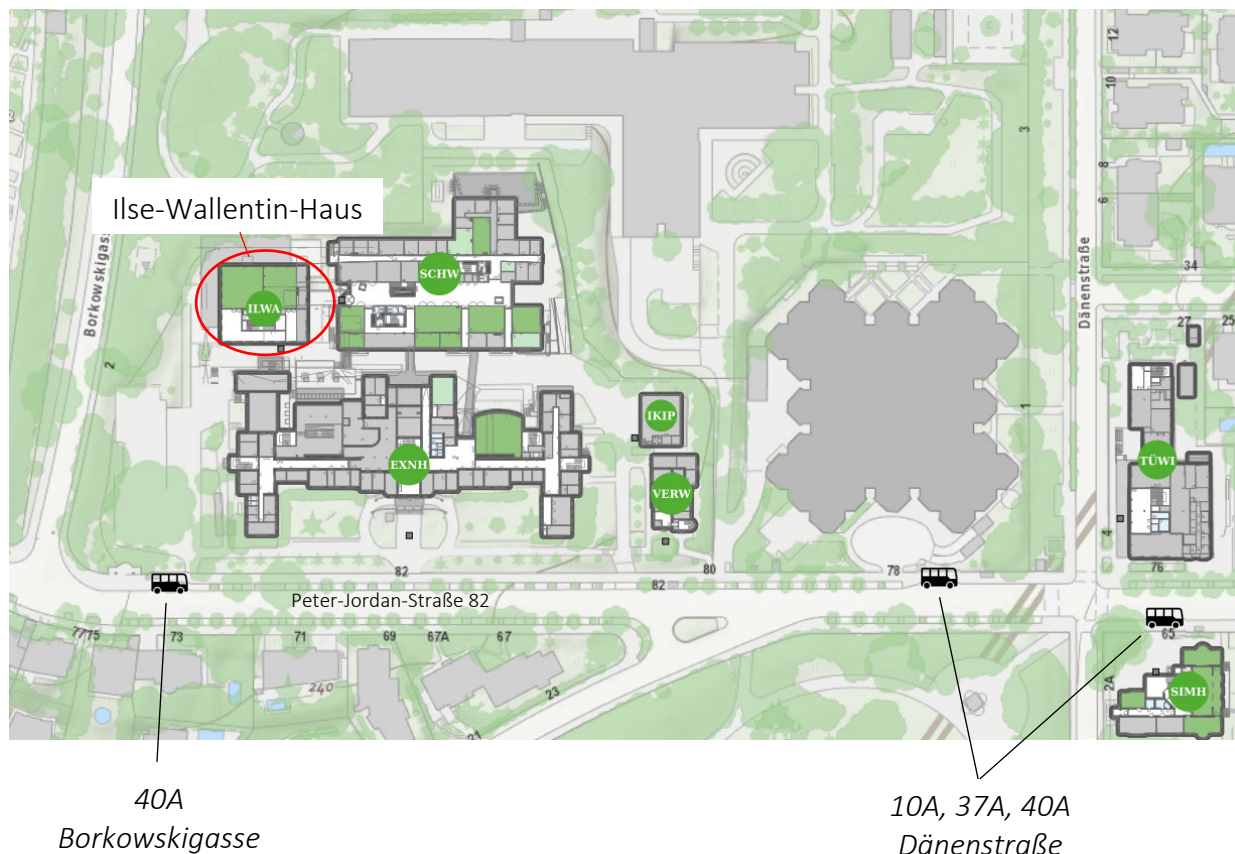 12
10
8
6
3
Ilse-Wallentin-Haus
Borkowskigasse
Dänenstraße
SCHW
34
ILWA
27
25
2
1
IKIP
TÜWI
EXNH
VERW
4
82
80
78
76
82
Peter-Jordan-Straße 82
77
75
73
71
69
67A
67
65
23
240
2A
SIMH
21
40A
Borkowskigasse
10A, 37A, 40A
Dänenstraße